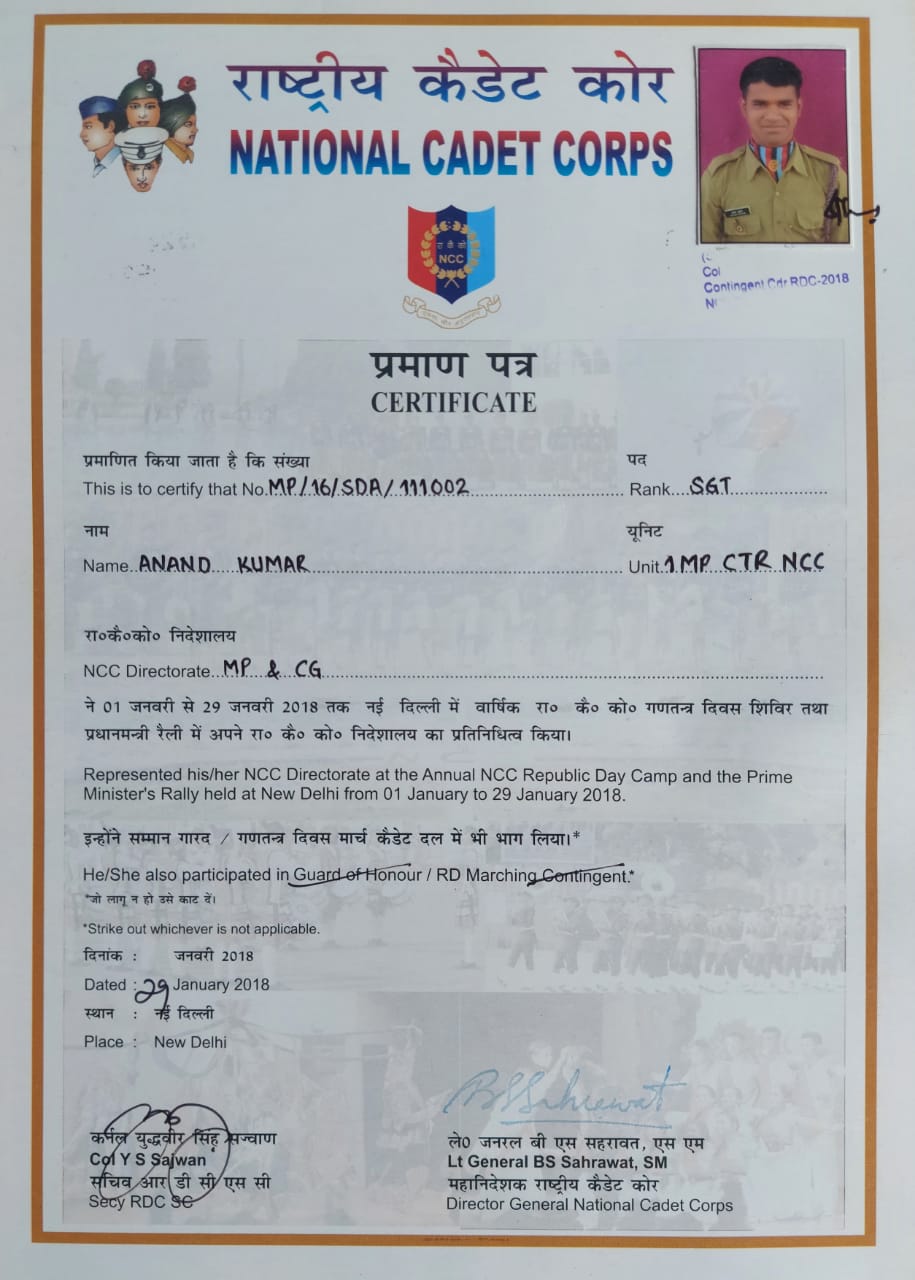 राष्ट्रीय कैडेट कोर
NATIONAL CADET CORPS
रा कै को
NCC
Col
Contingent Cdr RDC-2018
प्रमाण पत्र
CERTIFICATE
प्रमाणित किया जाता है कि संख्या
पद
This is to certify that No. MP/16/SDA/111002
Rank....SGT
नाम
यूनिट
Name..ANAND KUMAR
Unit.1 MP CTR NCC
रा०कै०को० निदेशालय
NCC Directorate...MP & CG
ने 01 जनवरी से 29 जनवरी 2018 तक नई दिल्ली में वार्षिक रा० कै० को० गणतन्त्र दिवस शिविर तथा
प्रधानमन्त्री रैली में अपने रा० कै० को० निदेशालय का प्रतिनिधित्व किया।
Represented his/her NCC Directorate at the Annual NCC Republic Day Camp and the Prime
Minister's Rally held at New Delhi from 01 January to 29 January 2018.
इन्होंने सम्मान गारद / गणतन्त्र दिवस मार्च कैडेट दल में भी भाग लिया।*
He/She also participated in Guard of Honour / RD Marching Contingent.*
*जो लागू न हो उसे काट दें।
*Strike out whichever is not applicable.
दिनांक : जनवरी 2018
Dated : 29 January 2018
स्थान : नई दिल्ली
Place : New Delhi
BSSahrawat
कर्नल युद्धवीर सिंह सज्वाण
Col Y S Sajwan
सचिव आर डी सी एस सी
Secy RDC SC
ले० जनरल बी एस सहरावत, एस एम
Lt General BS Sahrawat, SM
महानिदेशक राष्ट्रीय कैडेट कोर
Director General National Cadet Corps